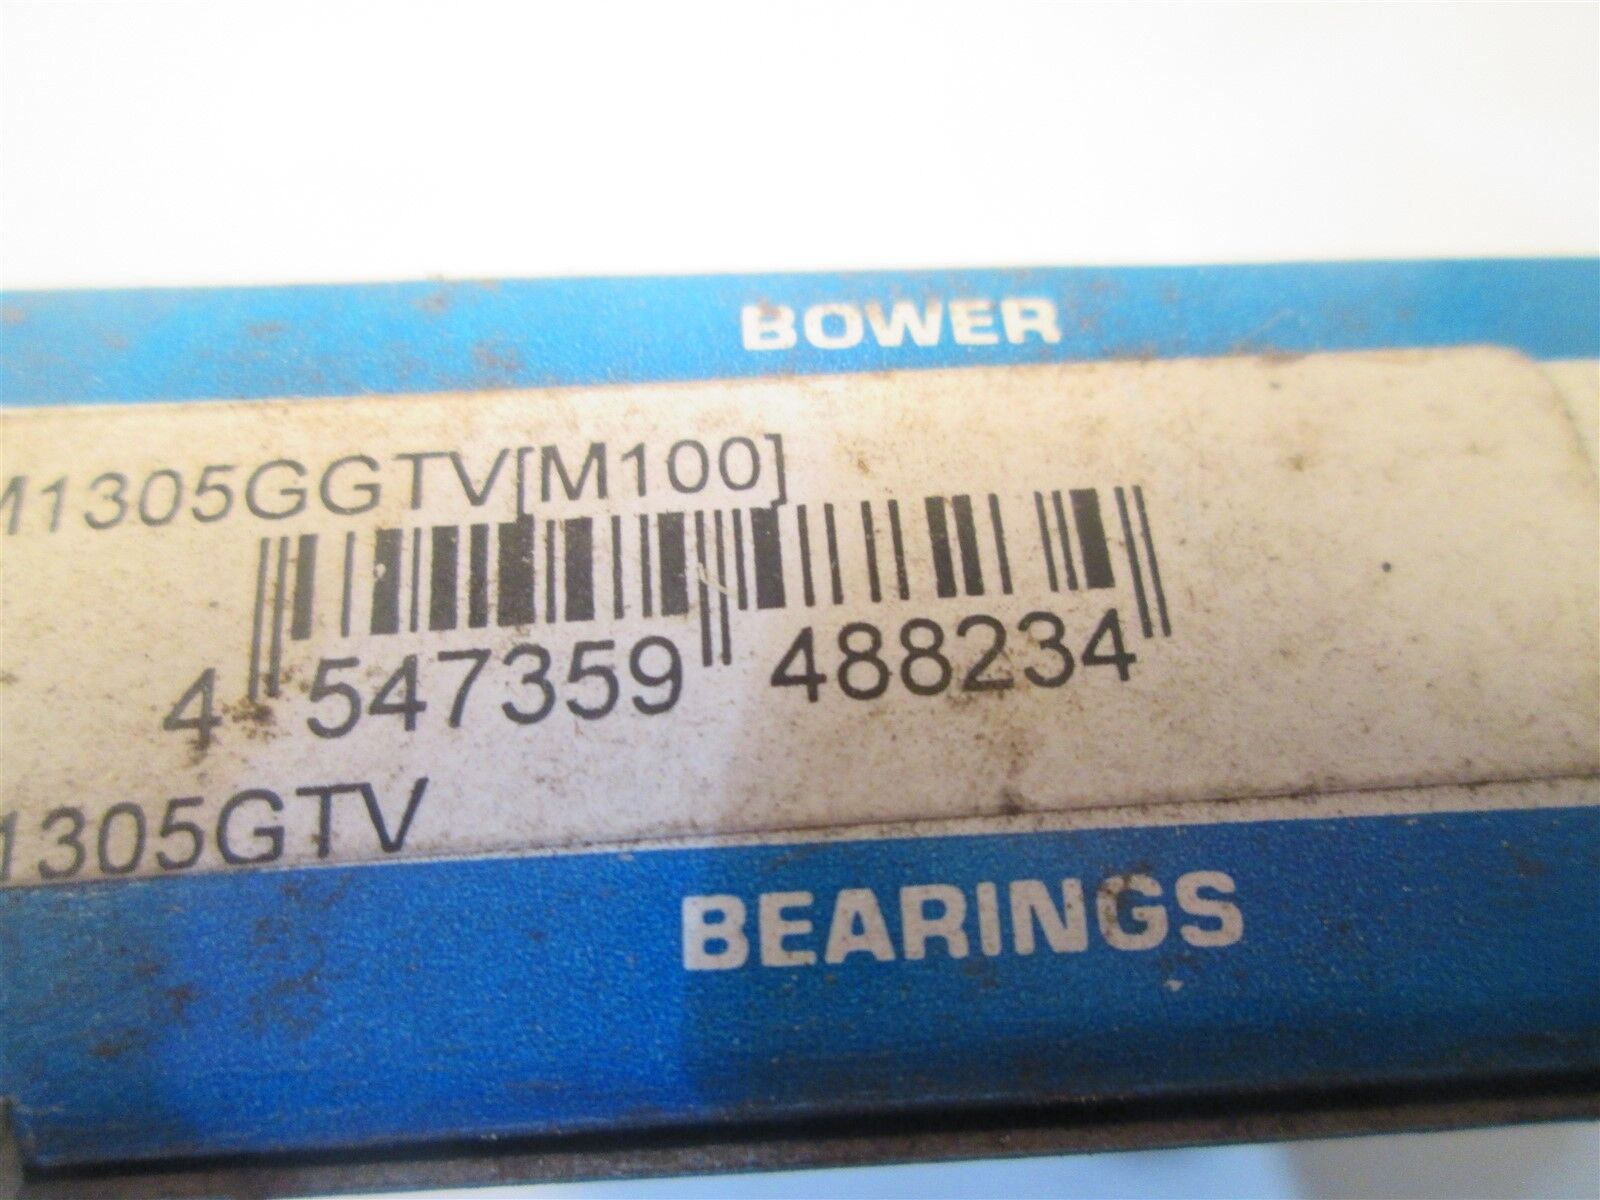 BOWER
M1305GGTV[M100]
4 547359 488234
1305GTV
BEARINGS